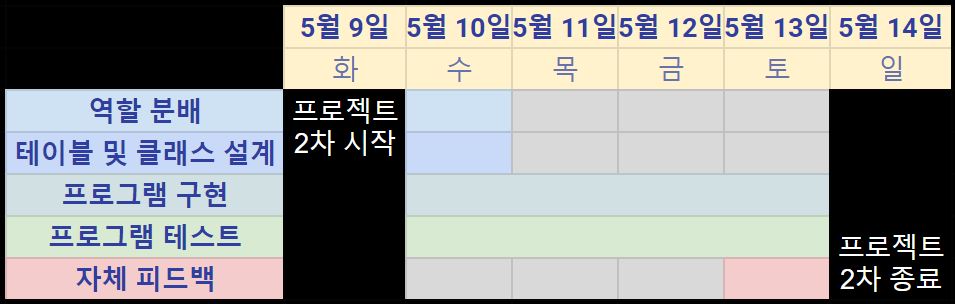 5월 9일 5월 10일 5월 11일 5월 12일 5월 13일 5월 14일
화 수 목 금 토 일
역할 분배
프로젝트
2차 시작
테이블 및 클래스 설계
프로그램 구현
프로그램 테스트
자체 피드백
프로젝트
2차 종료